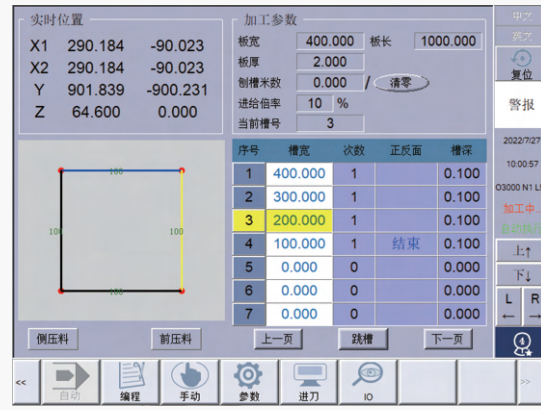 实时位置
X1 290.184 -90.023
X2 290.184 -90.023
Y 901.839 -900.231
Z 64.600 0.000
加工参数
板宽 400.000 板长 1000.000
板厚 2.000
刨槽米数 0.000 / 清零
进给倍率 10 %
当前槽号 3
100
100
100
100
侧压料 前压料
序号 槽宽 次数 正反面 槽深
1 400.000 1 0.100
2 300.000 1 0.100
3 200.000 1 0.100
4 100.000 1 结束 0.100
5 0.000 0 0.000
6 0.000 0 0.000
7 0.000 0 0.000
上一页 跳槽 下一页
中文
英文
复位
警报
2022/7/27
10:00:57
O3000 N1 L
加工中.
自动执行
上↑
下↓
L R
← →
<< 自动 编程 手动 参数 进刀 IO >>